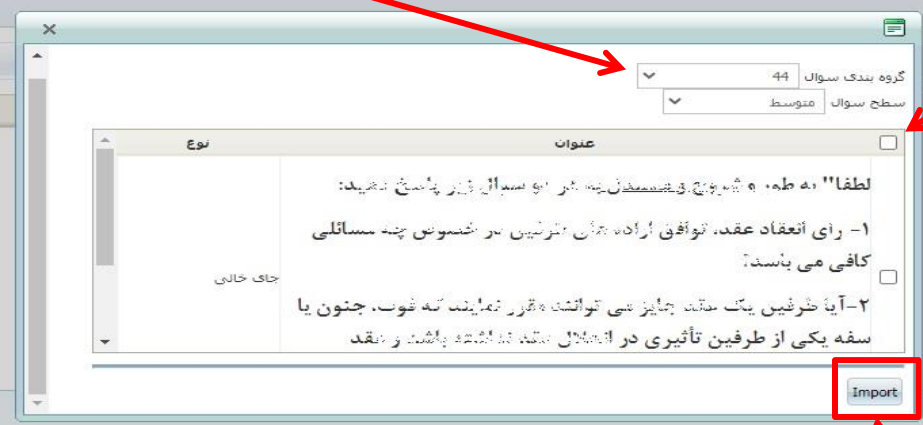 گروه بندی سوال 44
سطح سوال متوسط
عنوان نوع
لطفا" به طور و مستدل به هر دو سوال زیر پاسخ دهید:
۱- رای انعقاد عقد، توافق اراده های طرفین در خصوص چه مسائلی
کافی می باشد؟
جای خالی
۲-آیا طرفین یک عقد جایز می توانند مقرر نمایند که فوت، جنون یا
سفه یکی از طرفین تأثیری در انحلال عقد نداشته باشد و عقد
Import